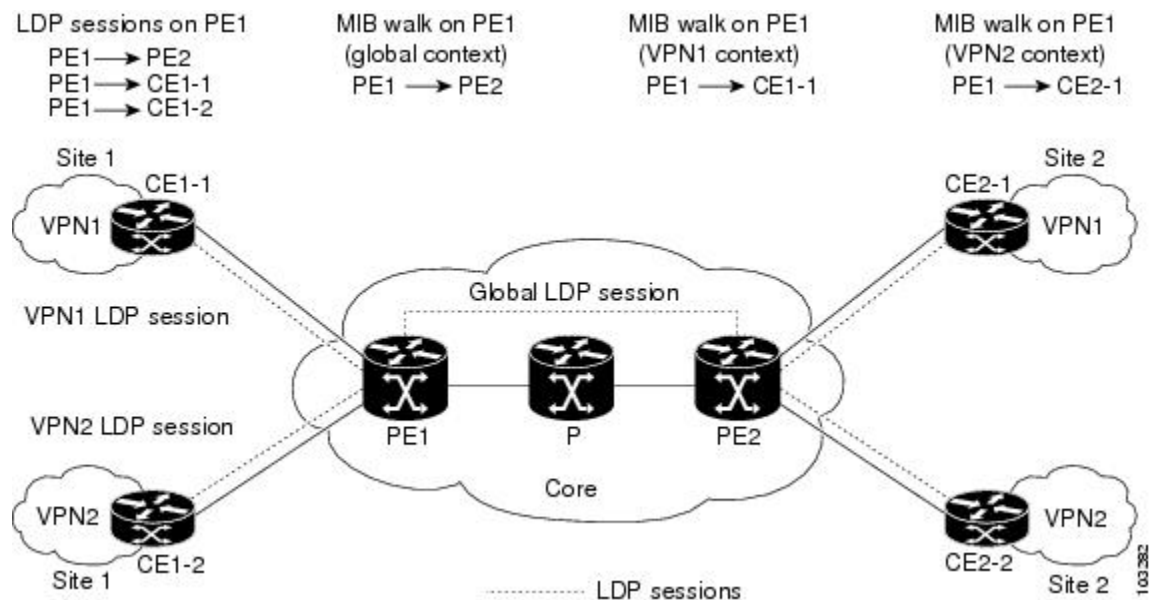 LDP sessions on PE1
PE1 → PE2
PE1 → CE1-1
PE1 → CE1-2
MIB walk on PE1
(global context)
PE1 → PE2
MIB walk on PE1
(VPN1 context)
PE1 → CE1-1
MIB walk on PE1
(VPN2 context)
PE1 → CE2-1
Site 1
CE1-1
VPN1
Site 2
CE2-1
VPN1
VPN1 LDP session
Global LDP session
VPN2 LDP session
PE1
P
PE2
Core
VPN2
CE1-2
Site 1
VPN2
CE2-2
Site 2
LDP sessions
103382